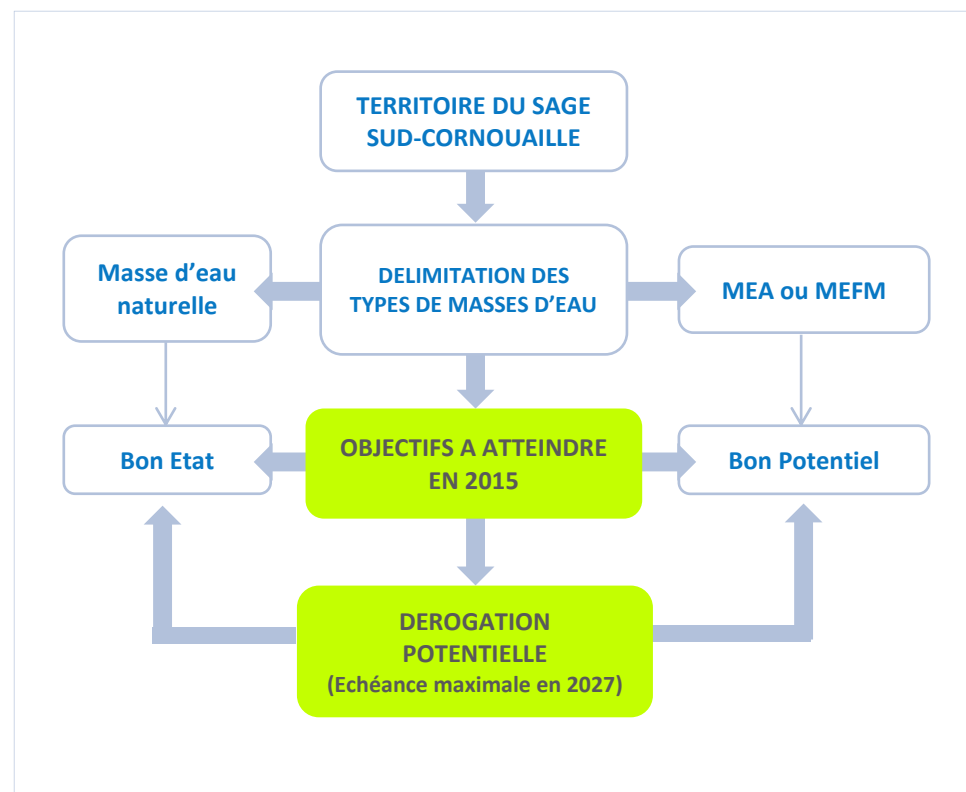 TERRITOIRE DU SAGE
SUD-CORNOUAILLE
Masse d'eau
naturelle
DELIMITATION DES
TYPES DE MASSES D'EAU
MEA ou MEFM
Bon Etat
OBJECTIFS A ATTEINDRE
EN 2015
Bon Potentiel
DEROGATION
POTENTIELLE
(Echéance maximale en 2027)